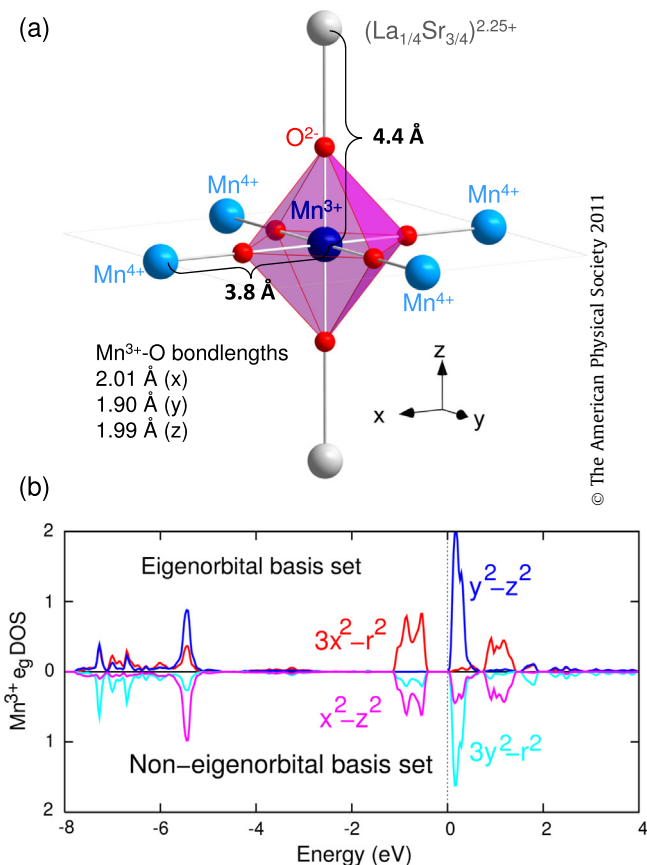 (a)
(La1/4Sr3/4)2.25+
O2-
4.4 Å
Mn4+
Mn3+
Mn4+
Mn4+
3.8 Å
Mn4+
Mn3+-O bondlengths
2.01 Å (x)
1.90 Å (y)
1.99 Å (z)
z
x
y
© The American Physical Society 2011
(b)
2
Eigenorbital basis set
y2−z2
1
3x2−r2
0
x2−z2
3y2−r2
1
Non−eigenorbital basis set
2
Mn3+ eg DOS
-8 -6 -4 -2 0 2 4
Energy (eV)